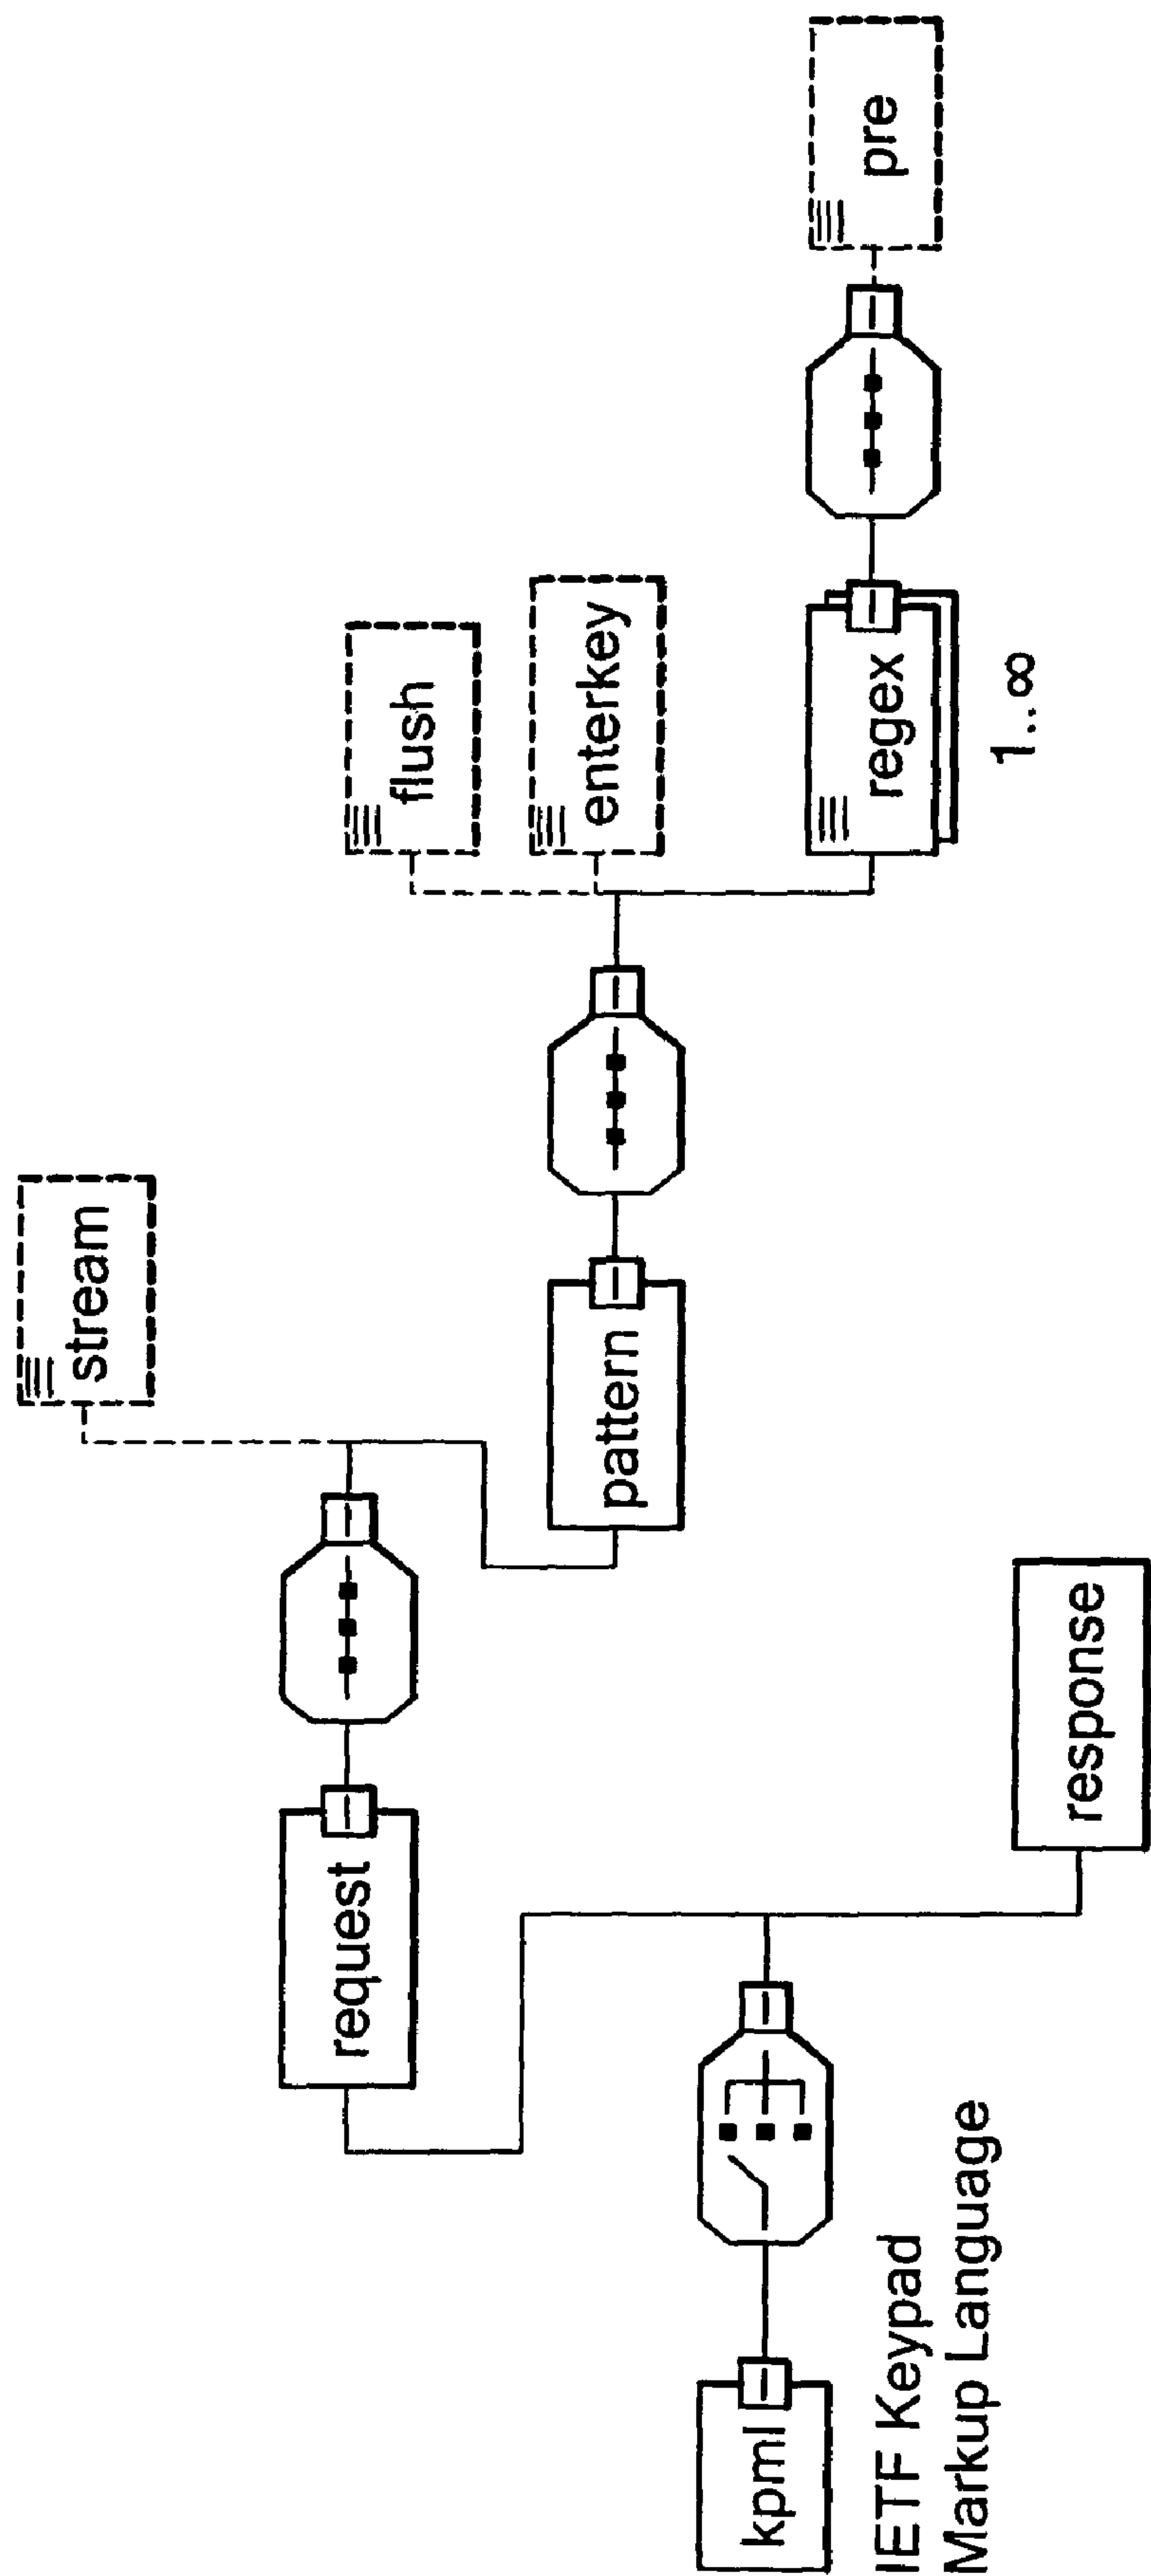 stream
request
flush
pattern
enterkey
kpml
IETF Keypad
Markup Language
regex
pre
1..∞
response